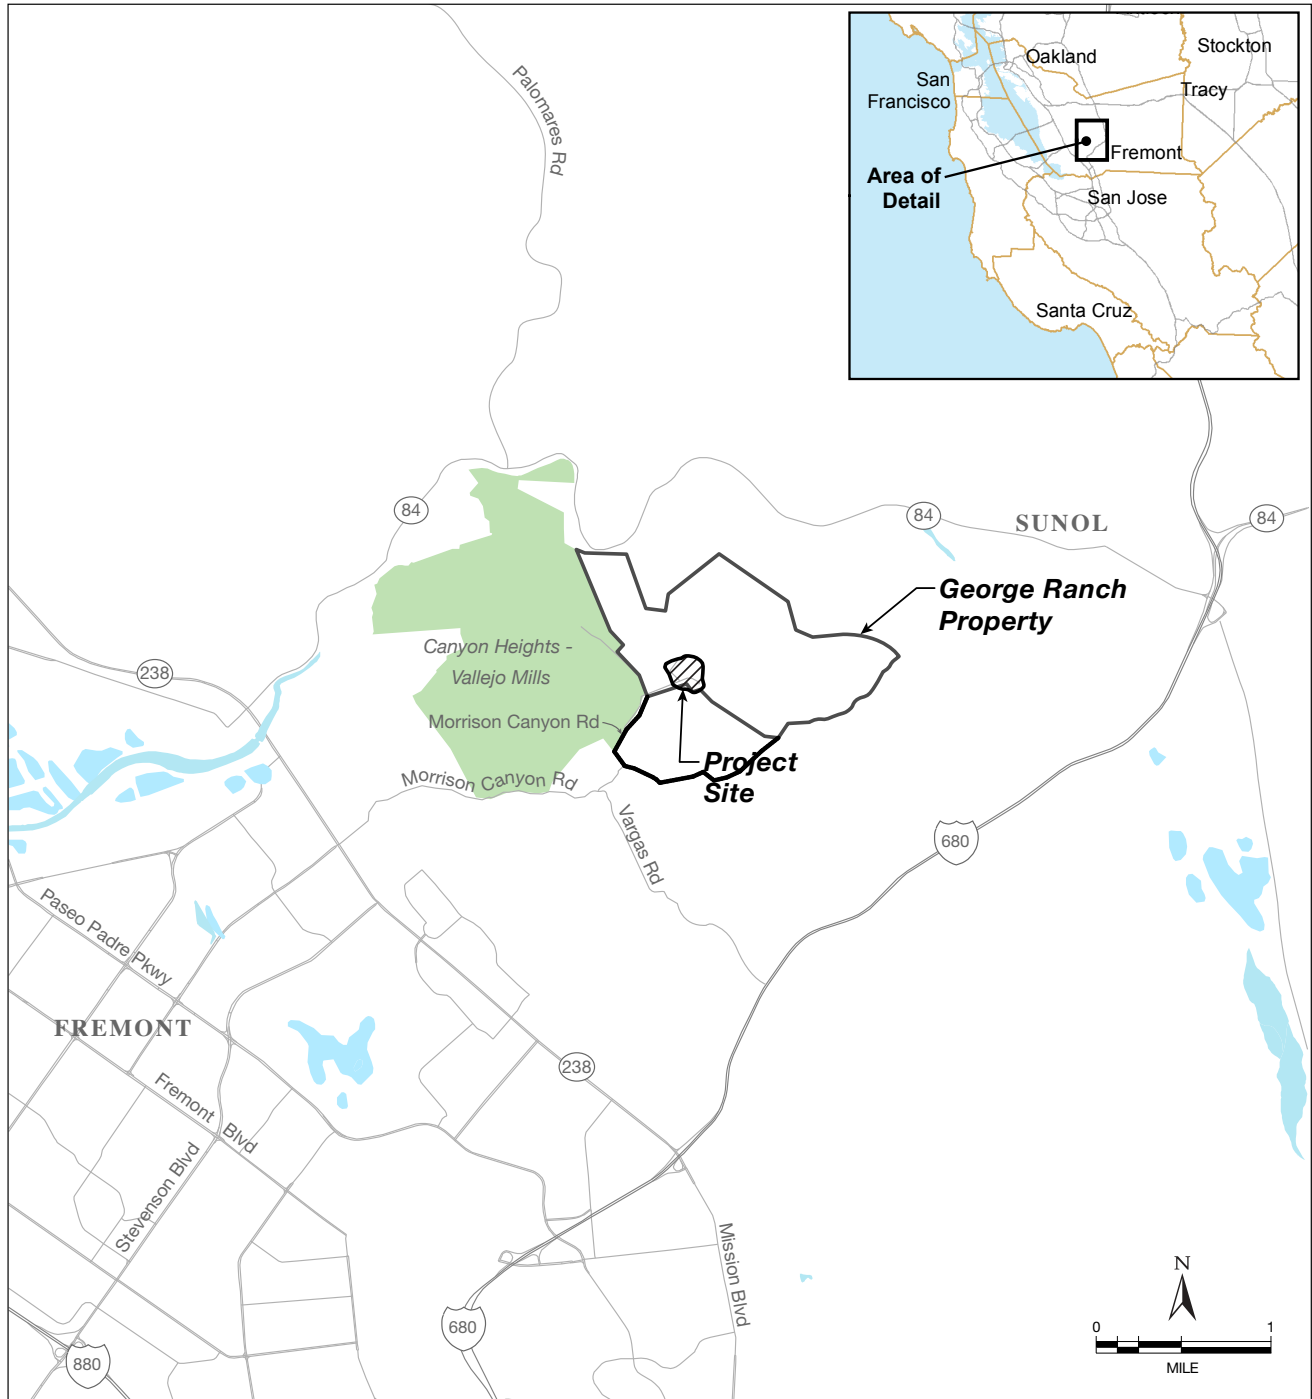 Oakland
Stockton
San
Francisco
Tracy
Fremont
Area of
Detail
San Jose
Santa Cruz
Palomares Rd
84
84
SUNOL
84
George Ranch
Property
Canyon Heights -
Vallejo Mills
238
Morrison Canyon Rd
Project
Site
Morrison Canyon Rd
Vargas Rd
680
Paseo Padre Pkwy
FREMONT
238
Fremont Blvd
Stevenson Blvd
Mission Blvd
N
680
0 1
MILE
880